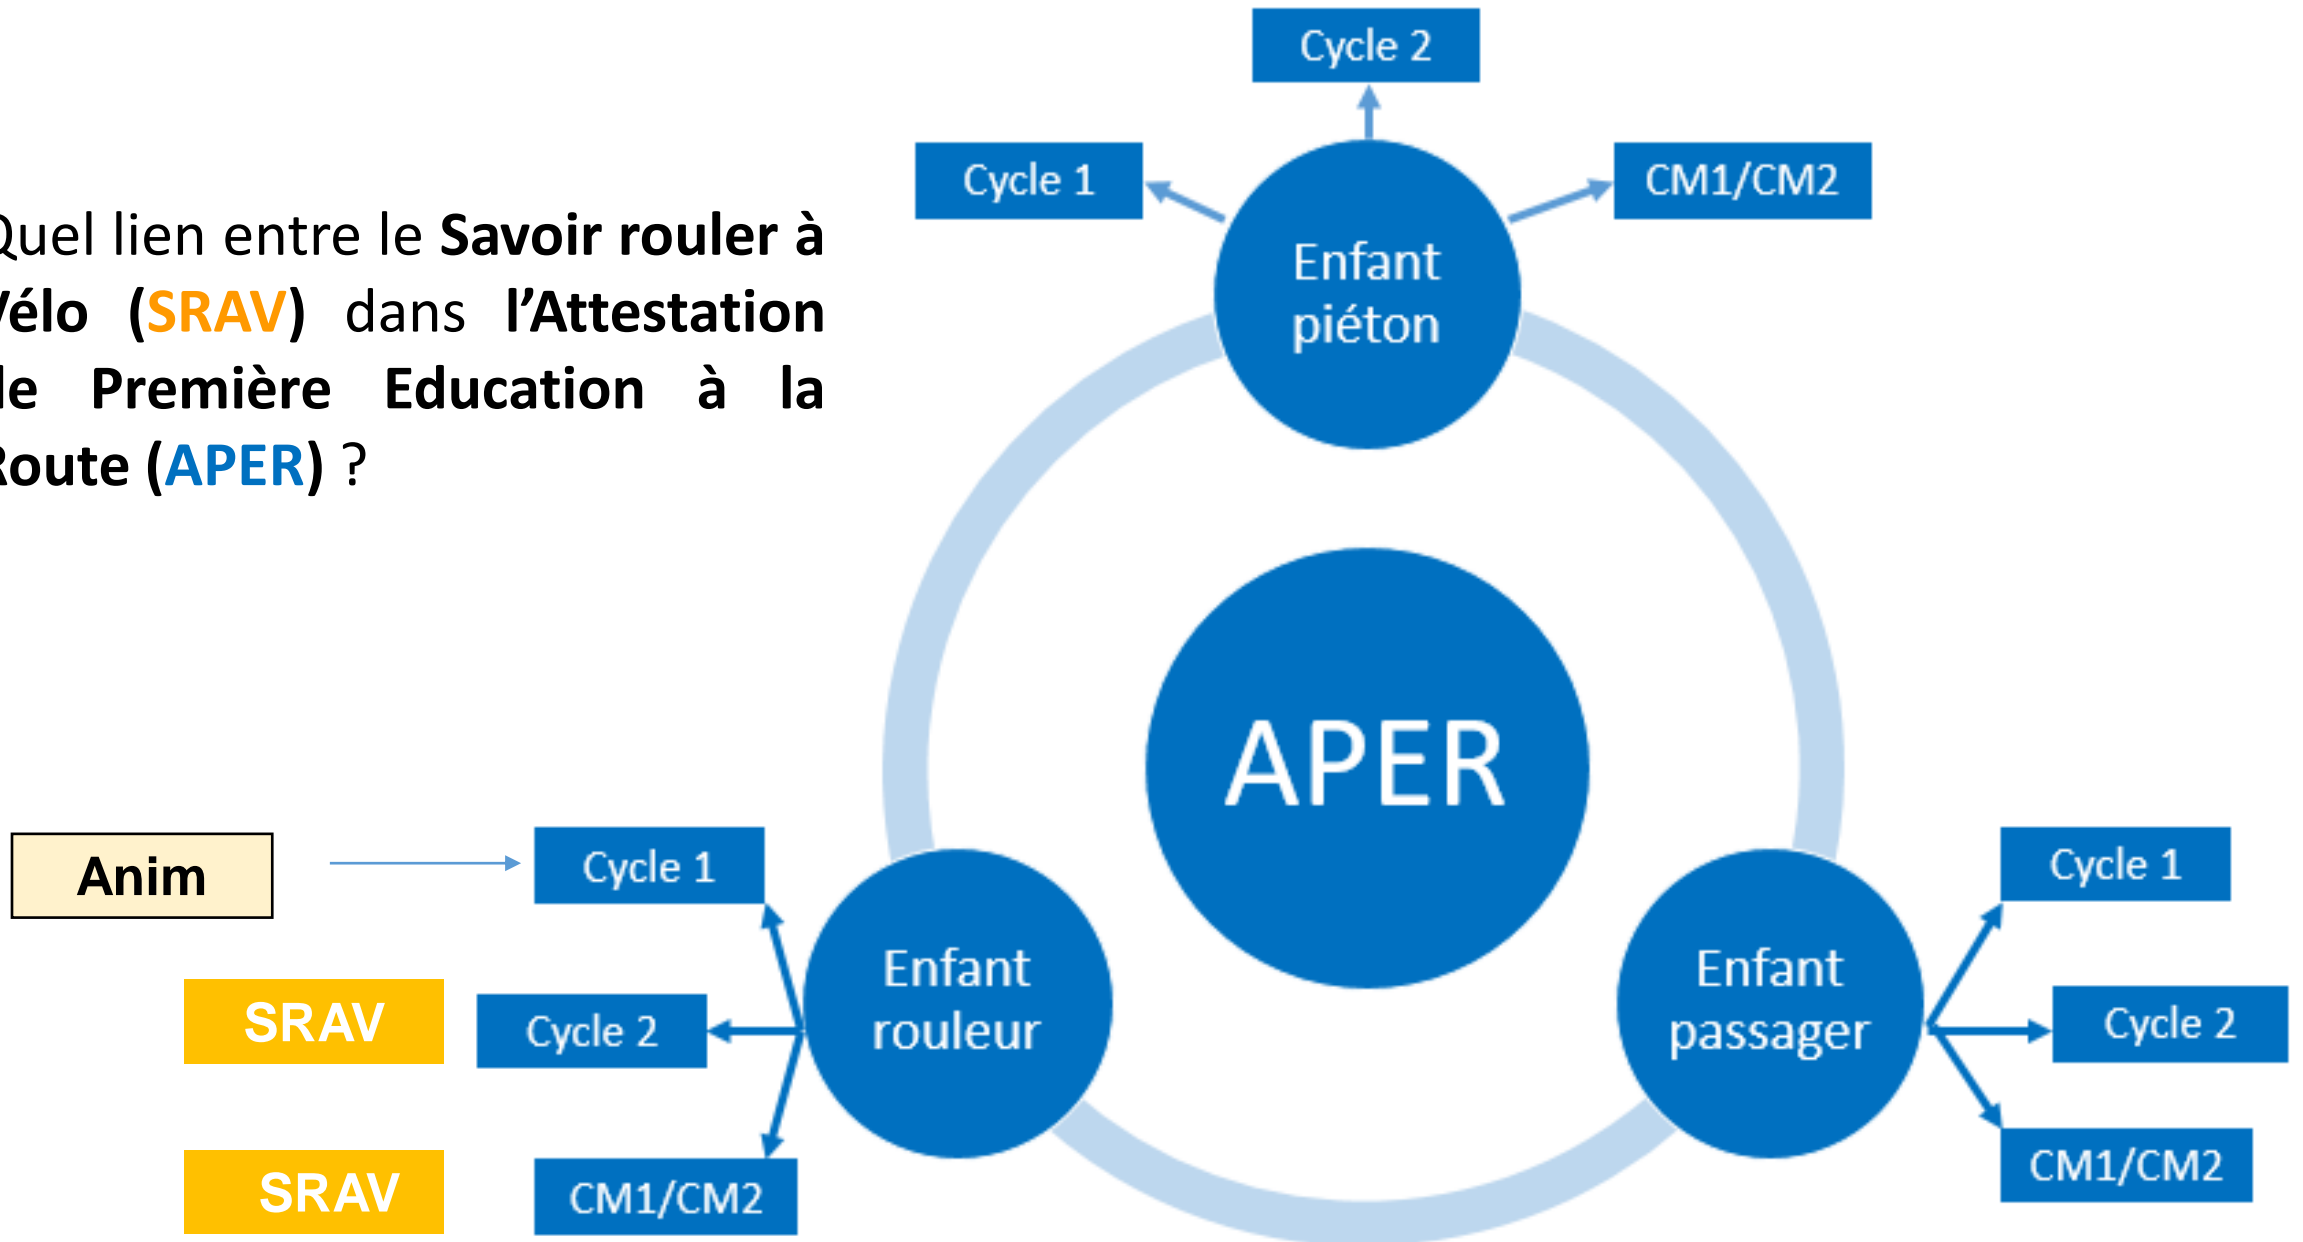 Quel lien entre le Savoir rouler à
Vélo (SRAV) dans l’Attestation
de Première Education à la
Route (APER) ?
Cycle 2
Cycle 1
CM1/CM2
Enfant
piéton
APER
Anim
Cycle 1
SRAV
Cycle 2
SRAV
CM1/CM2
Enfant
rouleur
Enfant
passager
Cycle 1
Cycle 2
CM1/CM2